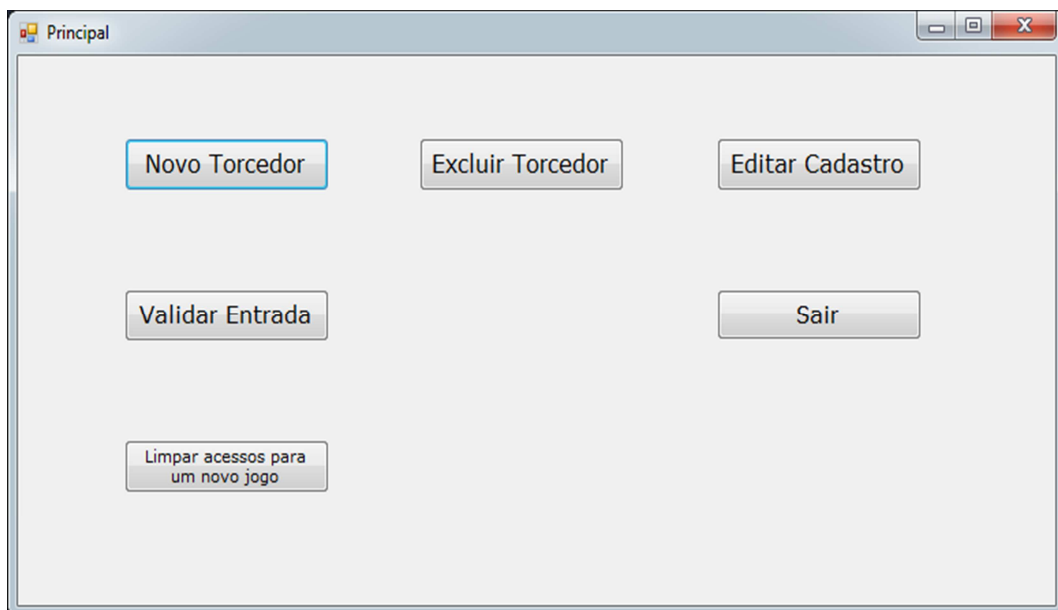 Principal
Novo Torcedor
Excluir Torcedor
Editar Cadastro
Validar Entrada
Sair
Limpar acessos para
um novo jogo